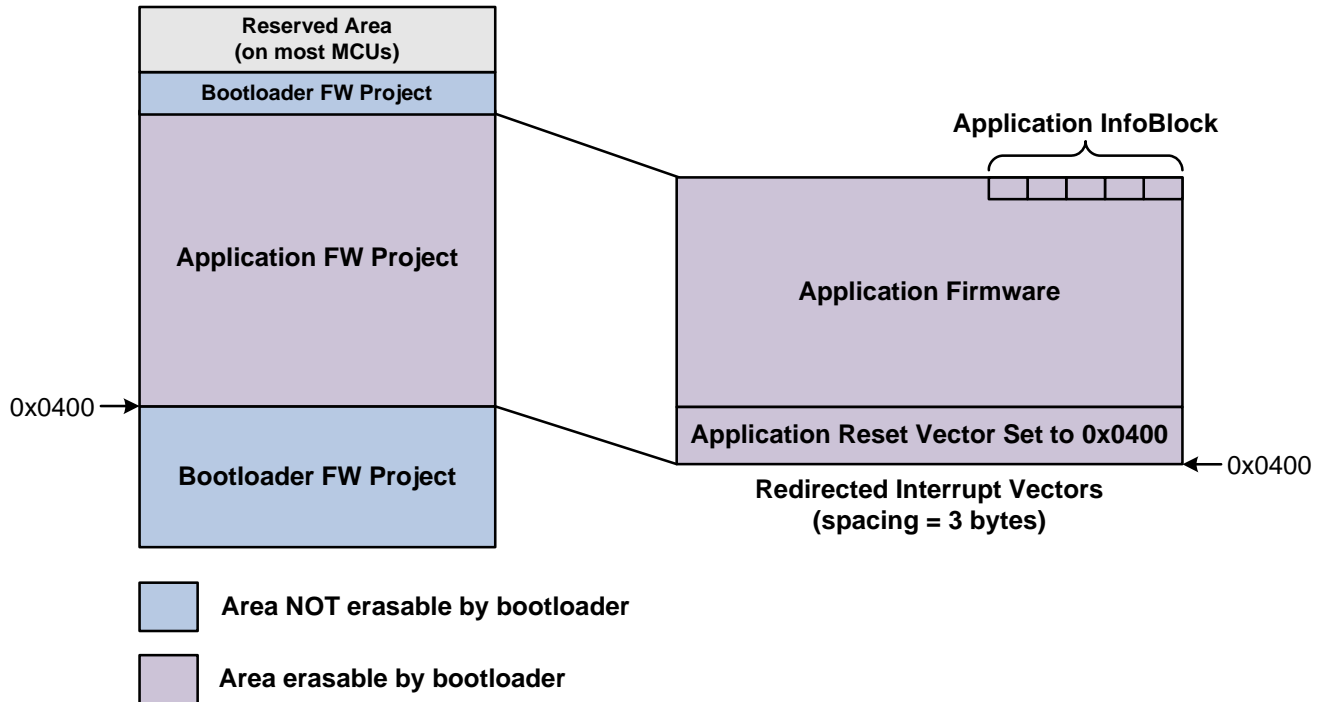 Reserved Area
(on most MCUs)
Bootloader FW Project
Application FW Project
0x0400
Bootloader FW Project
Application InfoBlock
Application Firmware
Application Reset Vector Set to 0x0400
0x0400
Redirected Interrupt Vectors
(spacing = 3 bytes)
Area NOT erasable by bootloader
Area erasable by bootloader